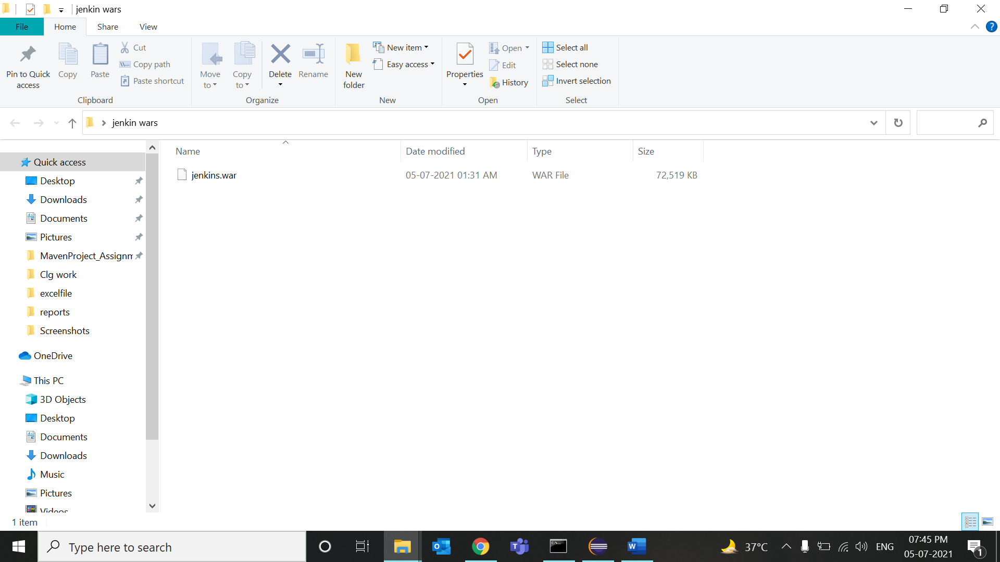 jenkin wars
File
Home
Share
View
Pin to Quick access
Copy
Paste
Cut
Copy path
Paste shortcut
Clipboard
Move to
Copy to
Delete
Rename
Organize
New folder
New item
Easy access
New
Properties
Open
Edit
History
Open
Select all
Select none
Invert selection
Select
jenkin wars
Name
Date modified
Type
Size
jenkins.war
05-07-2021 01:31 AM
WAR File
72,519 KB
Quick access
Desktop
Downloads
Documents
Pictures
MavenProject_Assignm
Clg work
excelfile
reports
Screenshots
OneDrive
This PC
3D Objects
Desktop
Documents
Downloads
Music
Pictures
Videos
1 item
Type here to search
37°C
ENG
07:45 PM
05-07-2021
1